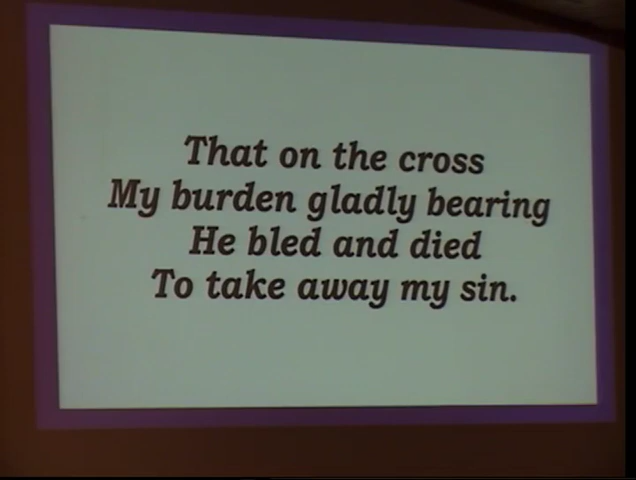 That on the cross
My burden gladly bearing
He bled and died
To take away my sin.